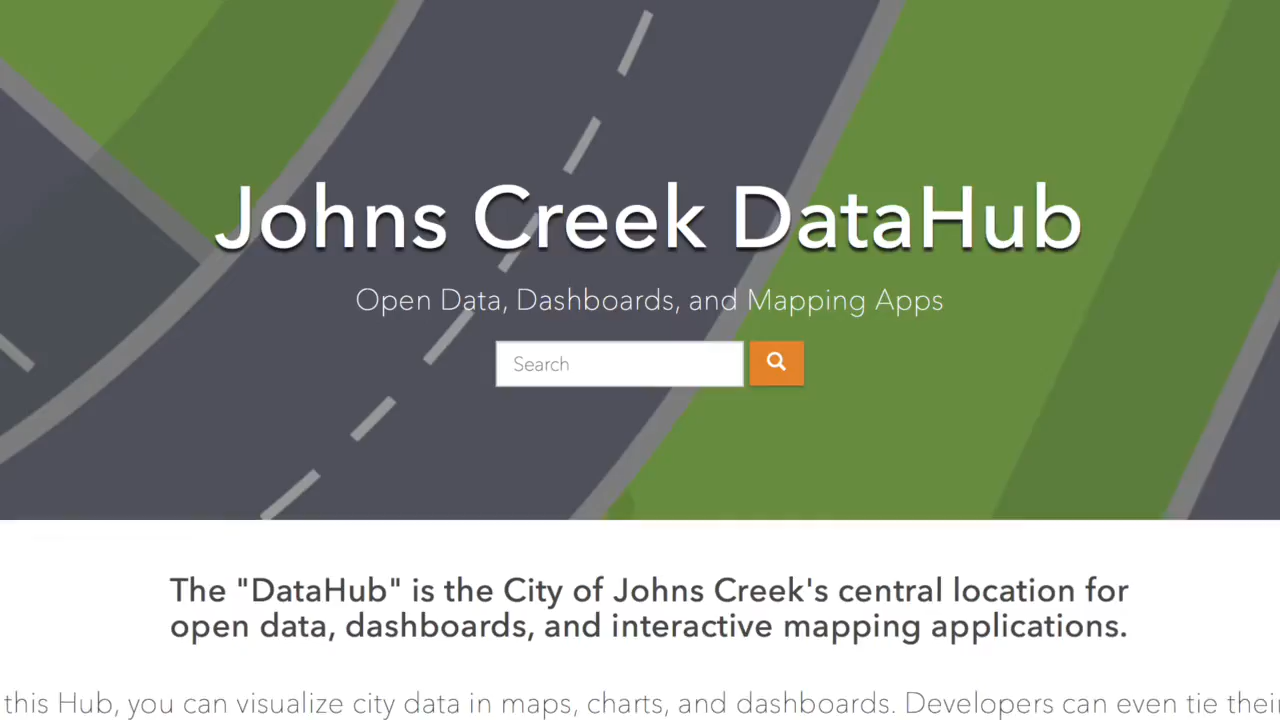 Johns Creek DataHub
Open Data, Dashboards, and Mapping Apps
Search
The "DataHub" is the City of Johns Creek's central location for
open data, dashboards, and interactive mapping applications.
this Hub, you can visualize city data in maps, charts, and dashboards. Developers can even tie their